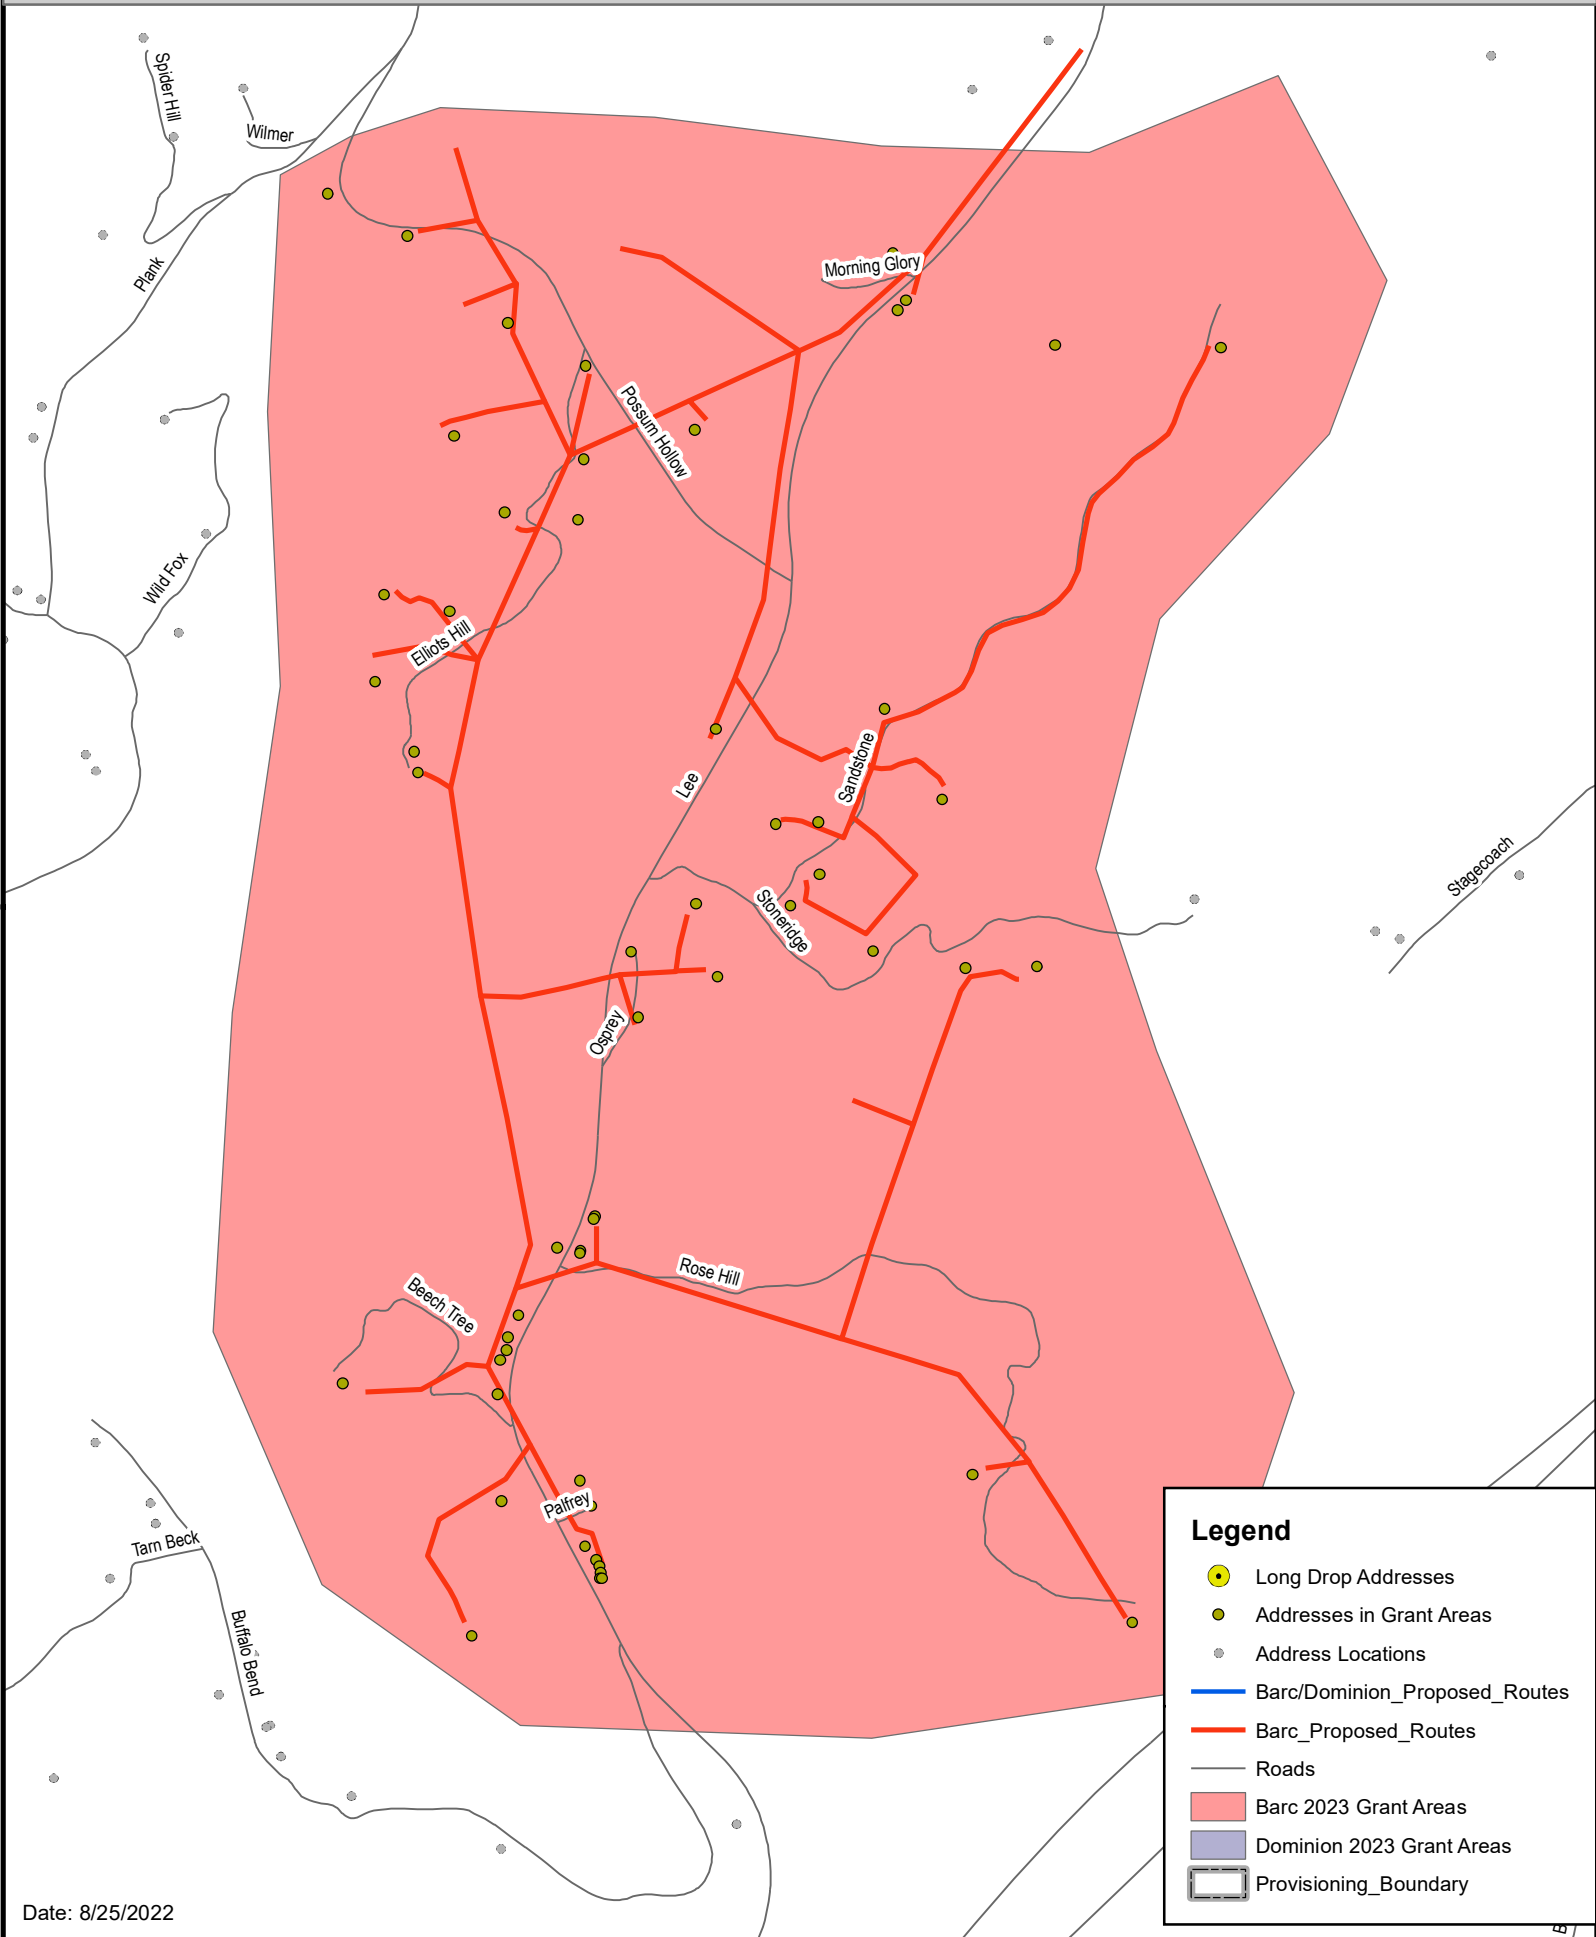 Spider Hill
Wilmer
Plank
Morning Glory
Possum Hollow
Wild Fox
Elliots Hill
Lee
Sandstone
Stagecoach
Stoneridge
Osprey
Rose Hill
Beech Tree
Palfrey
Tarn Beck
Buffalo Bend
Legend
Long Drop Addresses
Addresses in Grant Areas
Address Locations
Barc/Dominion_Proposed_Routes
Barc_Proposed_Routes
Roads
Barc 2023 Grant Areas
Dominion 2023 Grant Areas
Provisioning_Boundary
Date: 8/25/2022